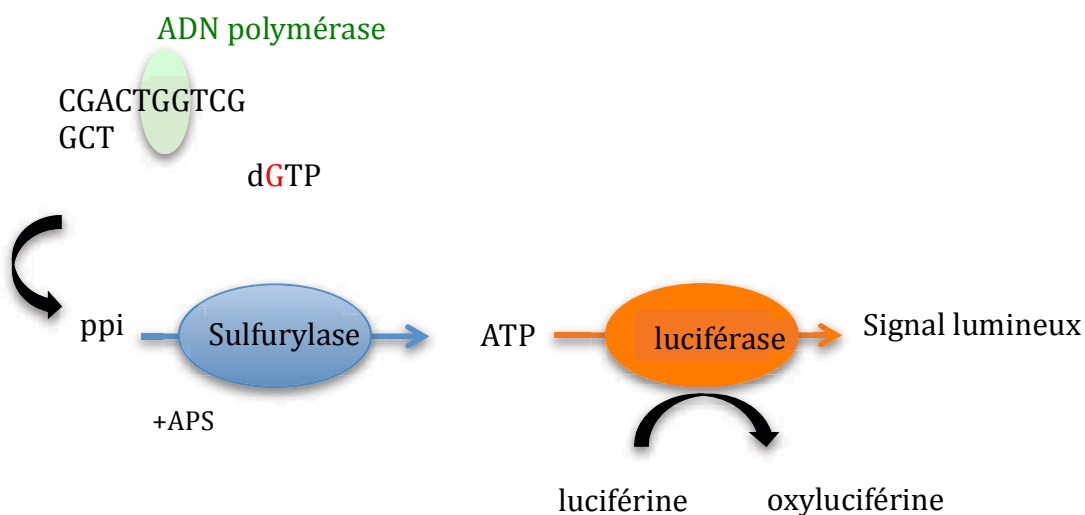 ADN polymérase
CGACTGGTCG
GCT
dGTP
ppi
Sulfurylase
ATP
luciférase
Signal lumineux
+APS
luciférine
oxyluciférine